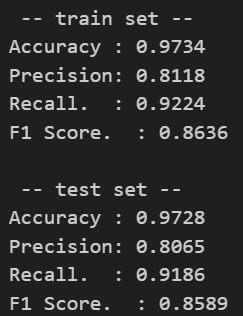 -- train set --
Accuracy : 0.9734
Precision: 0.8118
Recall.  : 0.9224
F1 Score.  : 0.8636

-- test set --
Accuracy : 0.9728
Precision: 0.8065
Recall.  : 0.9186
F1 Score.  : 0.8589